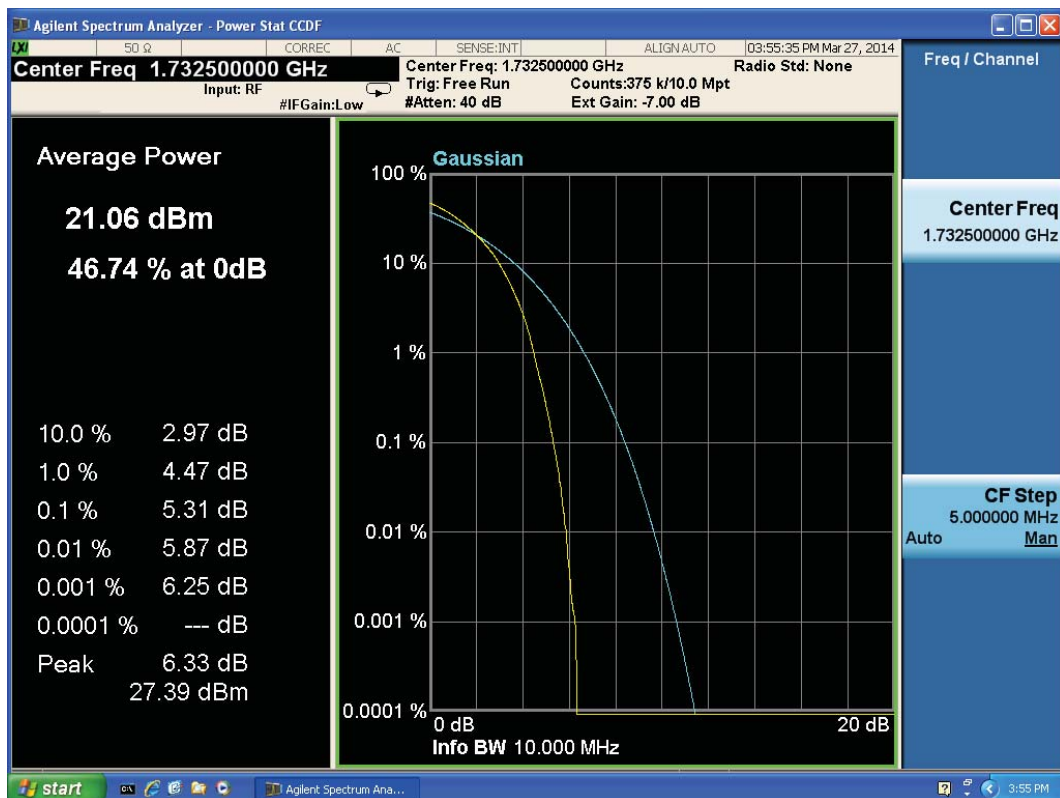 Agilent Spectrum Analyzer - Power Stat CCDF
LXI 50 Ω CORREC AC SENSE:INT ALIGN AUTO 03:55:35 PM Mar 27, 2014
Center Freq 1.732500000 GHz
Input: RF
#IFGain:Low
Center Freq: 1.732500000 GHz Radio Std: None
Trig: Free Run Counts:375 k/10.0 Mpt
#Atten: 40 dB Ext Gain: -7.00 dB
Average Power
21.06 dBm
46.74 % at 0dB
10.0 % 2.97 dB
1.0 % 4.47 dB
0.1 % 5.31 dB
0.01 % 5.87 dB
0.001 % 6.25 dB
0.0001 % --- dB
Peak 6.33 dB
27.39 dBm
Gaussian
100 %
10 %
1 %
0.1 %
0.01 %
0.001 %
0.0001 %
0 dB 20 dB
Info BW 10.000 MHz
Freq / Channel
Center Freq
1.732500000 GHz
CF Step
5.000000 MHz
Auto Man
start
Agilent Spectrum Ana...
3:55 PM